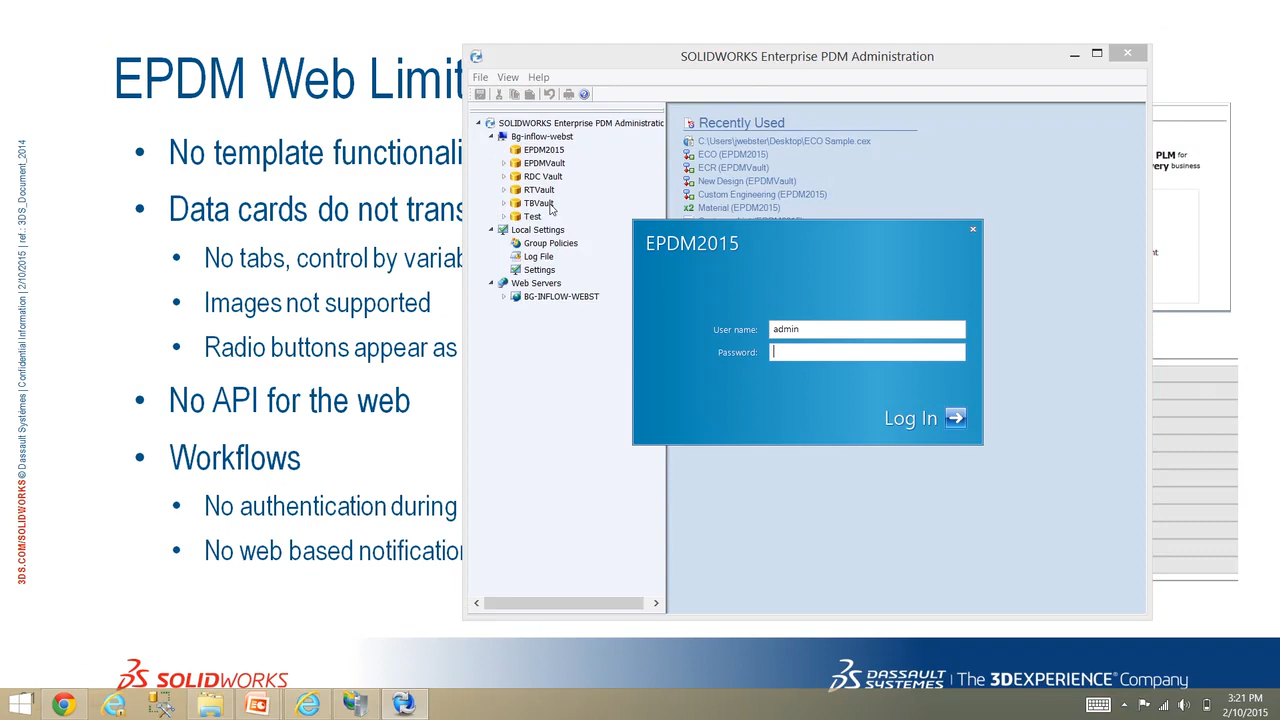 EPDM Web Limit
• No template functionali
• Data cards do not trans
• No tabs, control by variab
• Images not supported
• Radio buttons appear as
• No API for the web
• Workflows
• No authentication during
• No web based notification
3DS.COM/SOLIDWORKS © Dassault Systèmes | Confidential Information | 2/10/2015 | ref.: 3DS_Document_2014
SOLIDWORKS Enterprise PDM Administration
File View Help
SOLIDWORKS Enterprise PDM Administratic
Bg-inflow-webst
EPDM2015
EPDMVault
RDC Vault
RTVault
TBVault
Test
Local Settings
Group Policies
Log File
Settings
Web Servers
BG-INFLOW-WEBST
Recently Used
C:\Users\jwebster\Desktop\ECO Sample.cex
ECO (EPDM2015)
ECR (EPDMVault)
New Design (EPDMVault)
Custom Engineering (EPDM2015)
Material (EPDM2015)
EPDM2015
User name: admin
Password:
Log In
PLM for
very business
nt
SOLIDWORKS
DASSAULT SYSTEMES | The 3DEXPERIENCE Company
3:21 PM
2/10/2015